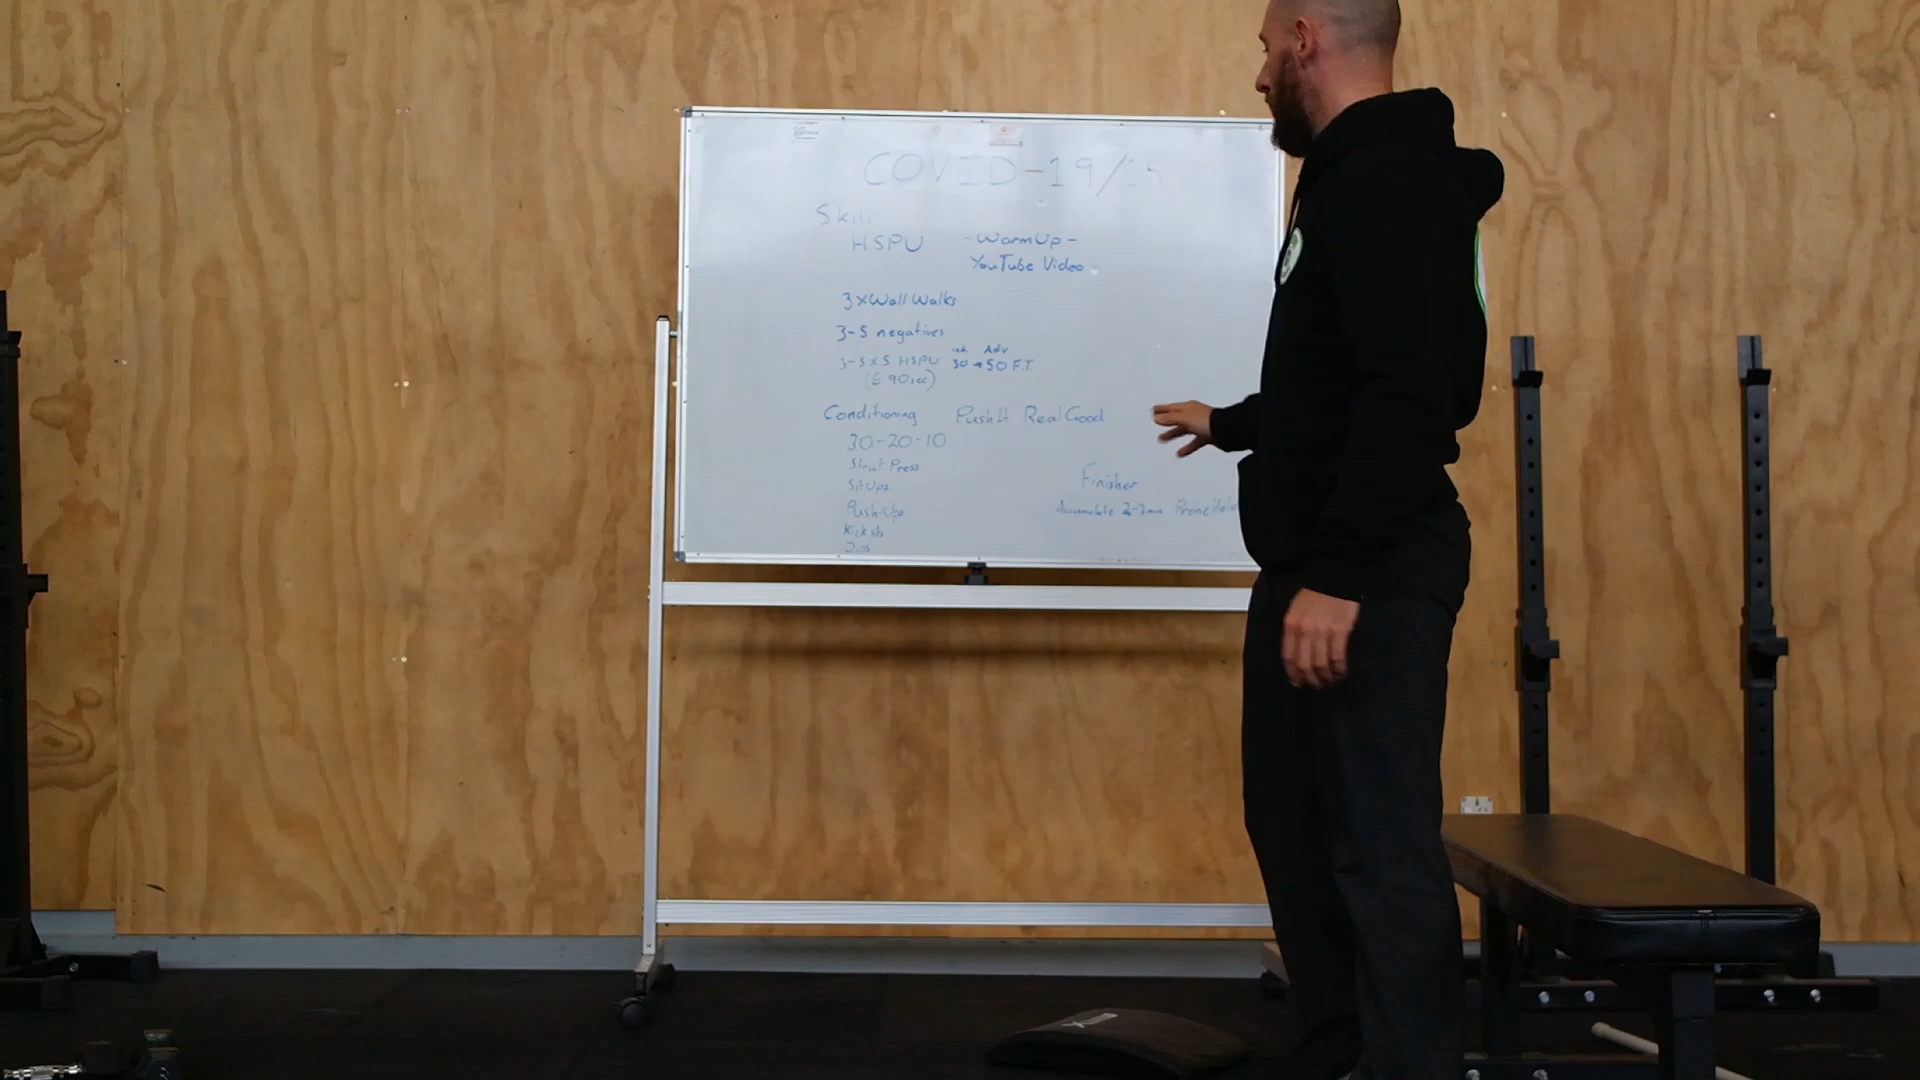 COVID-19/
Skill
HSPU
-WarmUp-
YouTube Video
3xWall Walks
3-5 negatives
3-5x5 HSPU
(E 90sec)
Adv
30 → 50 F.T.
Conditioning
Push It Real Good
30-20-10
Strict Press
Sit Ups
Push-Ups
Dips
Finisher
Accumulate 2-3min Prone Hold